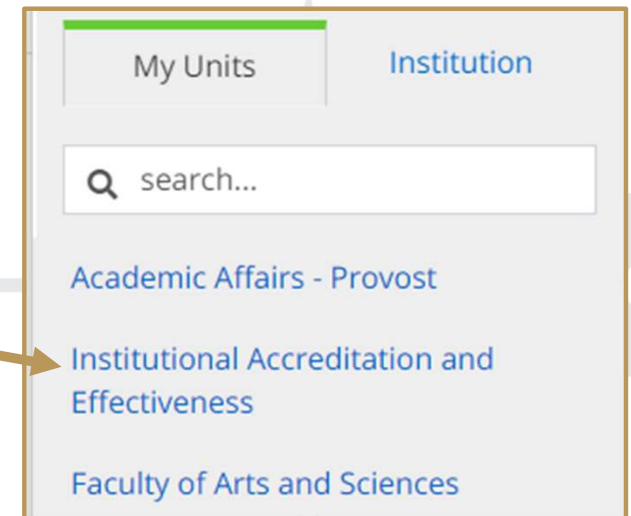 My Units
Institution
search...
Academic Affairs - Provost
Institutional Accreditation and
Effectiveness
Faculty of Arts and Sciences